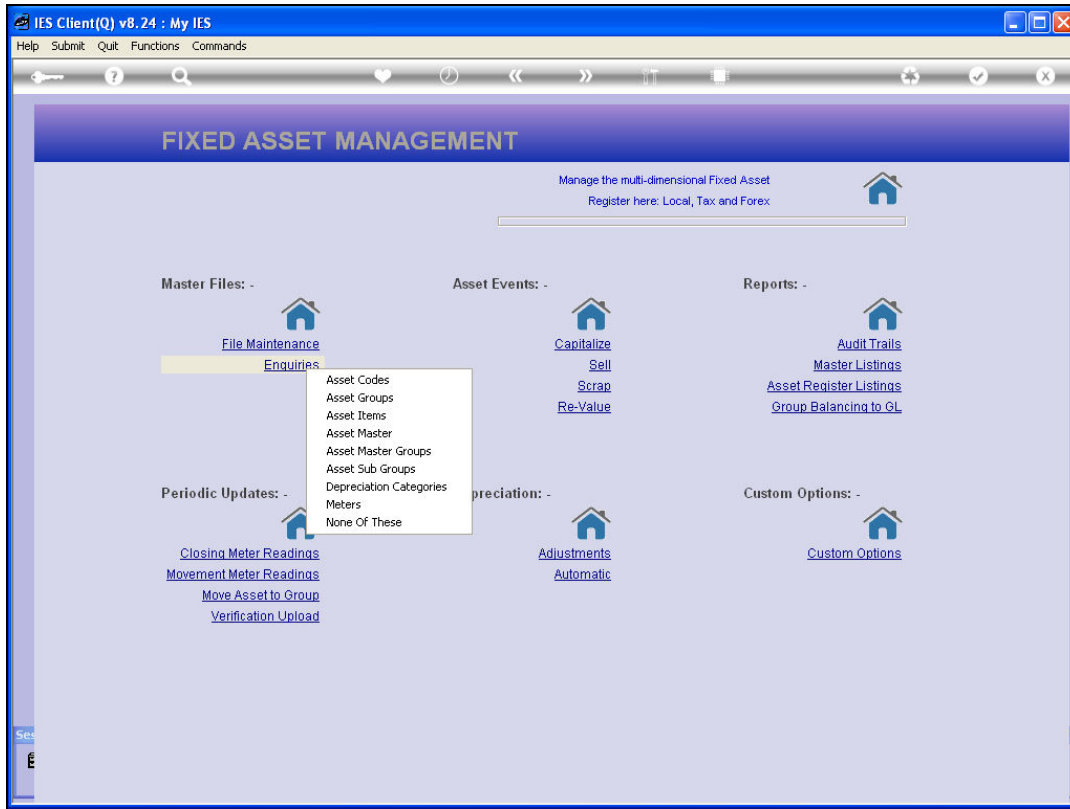 IES Client(Q) v8.24 : My IES
Help Submit Quit Functions Commands
FIXED ASSET MANAGEMENT
Manage the multi-dimensional Fixed Asset
Register here: Local, Tax and Forex
Master Files: -
File Maintenance
Enquiries
Asset Codes
Asset Groups
Asset Items
Asset Master
Asset Master Groups
Asset Sub Groups
Depreciation Categories
Meters
None Of These
Asset Events: -
Capitalize
Sell
Scrap
Re-Value
Reports: -
Audit Trails
Master Listings
Asset Register Listings
Group Balancing to GL
Periodic Updates: -
Closing Meter Readings
Movement Meter Readings
Move Asset to Group
Verification Upload
preciation: -
Adjustments
Automatic
Custom Options: -
Custom Options
Ses